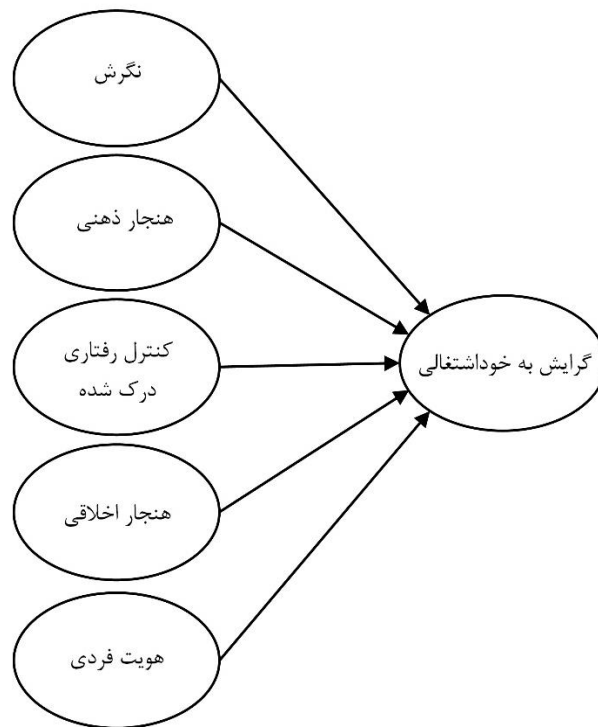 نگرش
هنجار ذهنی
کنترل رفتاری
درک شده
هنجار اخلاقی
هویت فردی
گرایش به خوداشتغالی